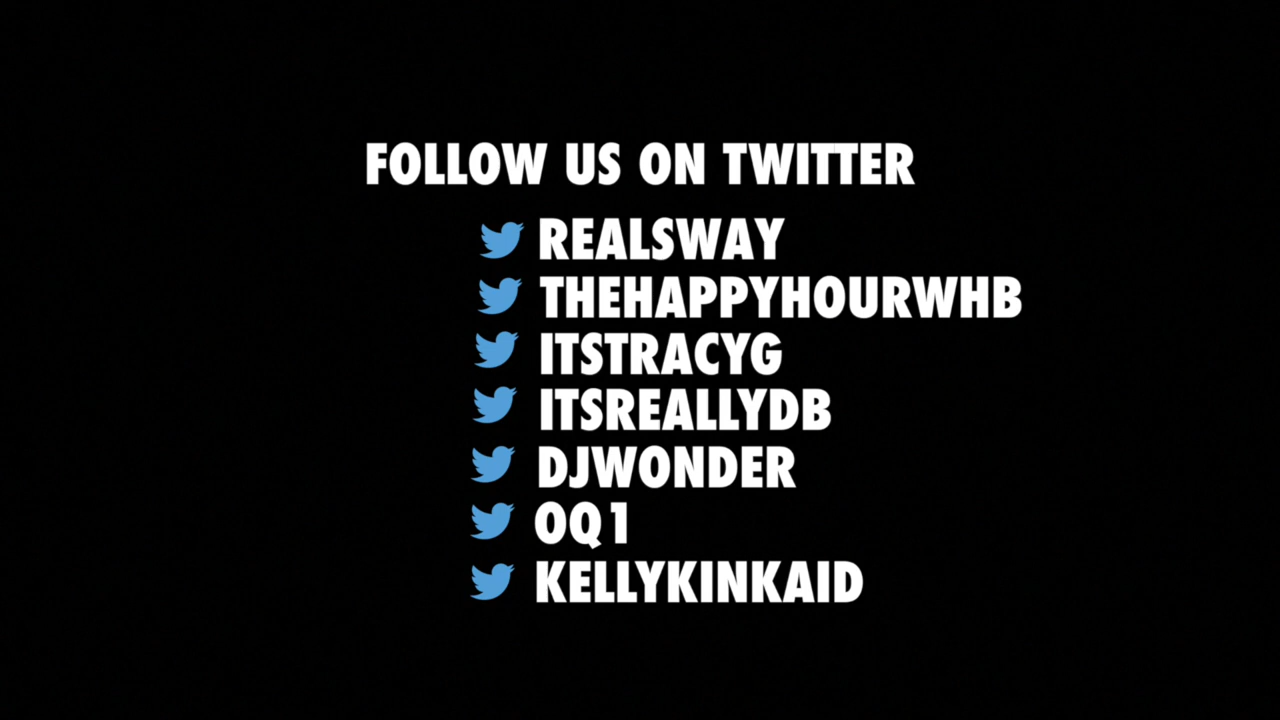 FOLLOW US ON TWITTER
REALSWAY
THEHAPPYHOURWHB
ITSTRACYG
ITSREALLYDB
DJWONDER
OQ1
KELLYKINKAID